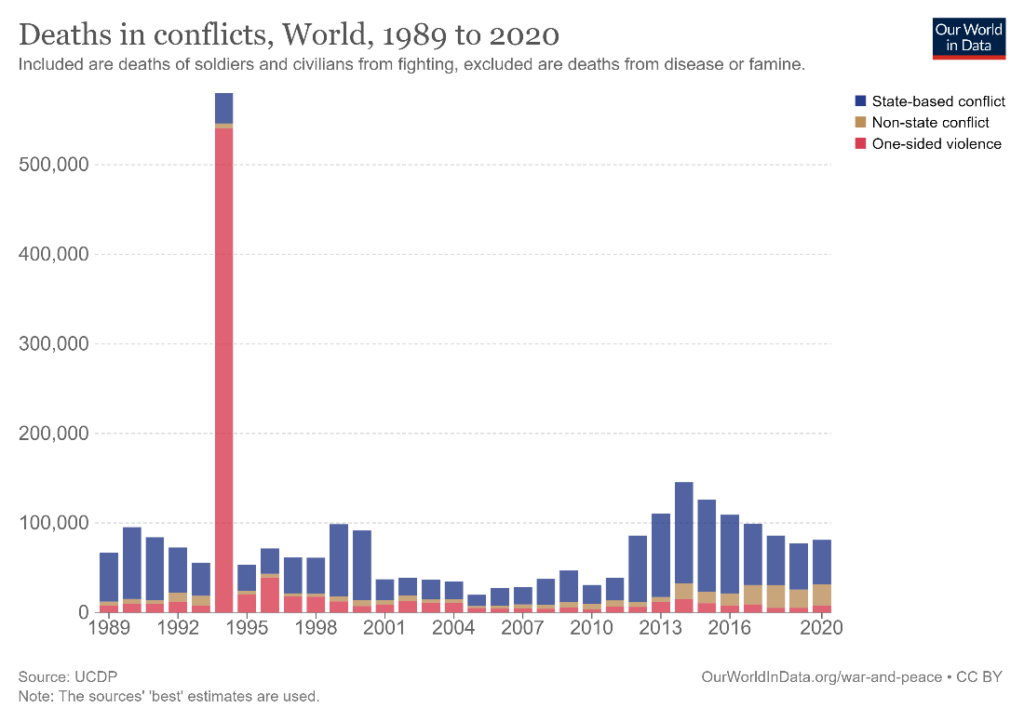 Deaths in conflicts, World, 1989 to 2020
Included are deaths of soldiers and civilians from fighting, excluded are deaths from disease or famine.
Our World
in Data
State-based conflict
Non-state conflict
One-sided violence
500,000
400,000
300,000
200,000
100,000
0
1989 1992 1995 1998 2001 2004 2007 2010 2013 2016 2020
Source: UCDP
OurWorldInData.org/war-and-peace • CC BY
Note: The sources' 'best' estimates are used.